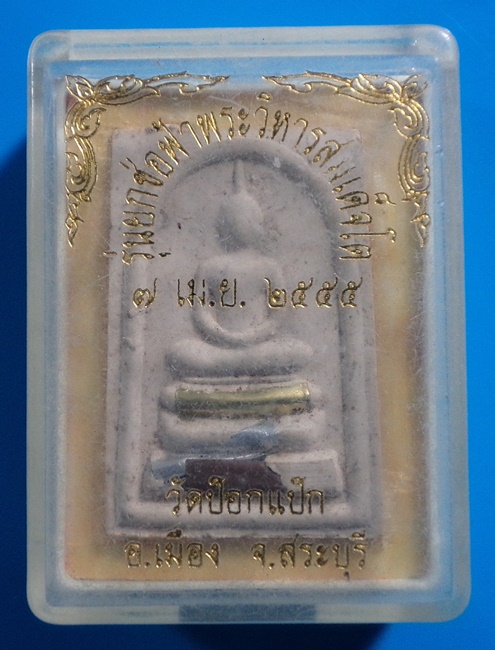 รุ่นยกช่อฟ้าพระวิหารสมเด็จโต
๗ เม.ย. ๒๕๕๕
วัดป๊อกแป๊ก
อ.เมือง จ.สระบุรี